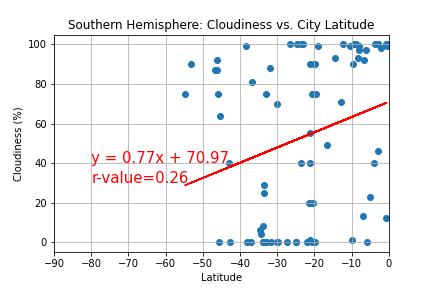 Southern Hemisphere: Cloudiness vs. City Latitude
100
80
60
40
20
0
Cloudiness (%)
y = 0.77x + 70.97
r-value=0.26
−90 −80 −70 −60 −50 −40 −30 −20 −10 0
Latitude